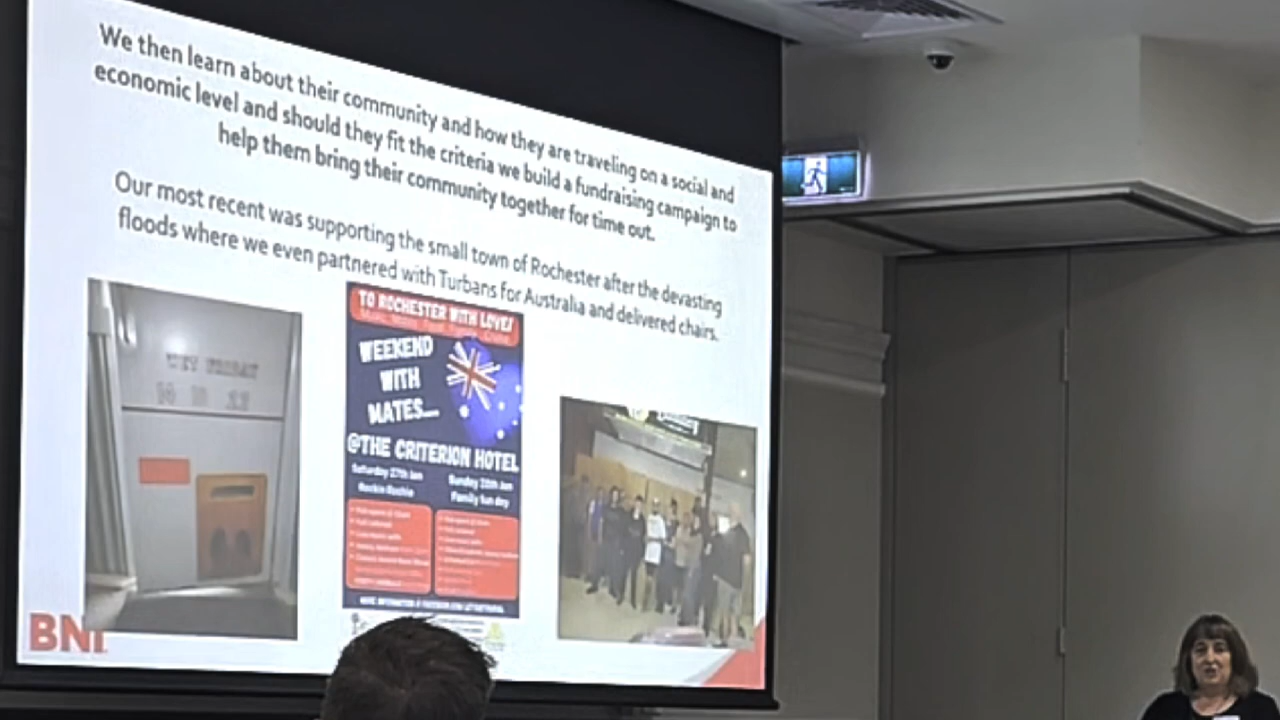 We then learn about their community and how they are traveling on a social and
economic level and should they fit the criteria we build a fundraising campaign to
help them bring their community together for time out.
Our most recent was supporting the small town of Rochester after the devasting
floods where we even partnered with Turbans for Australia and delivered chairs.
WET FRIDAY
TO ROCHESTER WITH LOVE!
WEEKEND
WITH
MATES...
@THE CRITERION HOTEL
Saturday 27th Jan
Rockin Rochie
Sunday 28th Jan
Family fun day
BNI